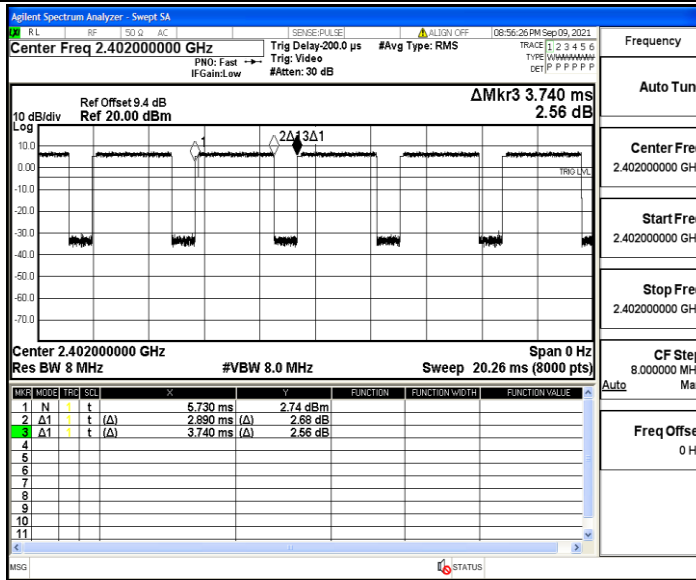 Agilent Spectrum Analyzer - Swept SA
RL RF 50 Ω AC SENSE:PULSE ALIGN OFF 08:56:26 PM Sep 09, 2021
Center Freq 2.402000000 GHz
PNO: Fast
IFGain:Low
Trig Delay-200.0 µs
Trig: Video
#Atten: 30 dB
#Avg Type: RMS
TRACE 1 2 3 4 5 6
TYPE
DET P P P P P P
Ref Offset 9.4 dB
10 dB/div Ref 20.00 dBm
Log
ΔMkr3 3.740 ms
2.56 dB
10.0
0.00
-10.0
-20.0
-30.0
-40.0
-50.0
-60.0
-70.0
3Δ1
TRIG LVL
Center 2.402000000 GHz Span 0 Hz
Res BW 8 MHz #VBW 8.0 MHz Sweep 20.26 ms (8000 pts)
MKR MODE TRC SCL X Y FUNCTION FUNCTION WIDTH FUNCTION VALUE
1 N 1 t 5.730 ms 2.74 dBm
2 Δ1 1 t (Δ) 2.890 ms (Δ) 2.68 dB
3 Δ1 1 t (Δ) 3.740 ms (Δ) 2.56 dB
4
5
6
7
8
9
10
11
MSG STATUS
Frequency
Auto Tun
Center Fre
2.402000000 GH
Start Fre
2.402000000 GH
Stop Fre
2.402000000 GH
CF Step
8.000000 MH
Auto Ma
Freq Offse
0 H